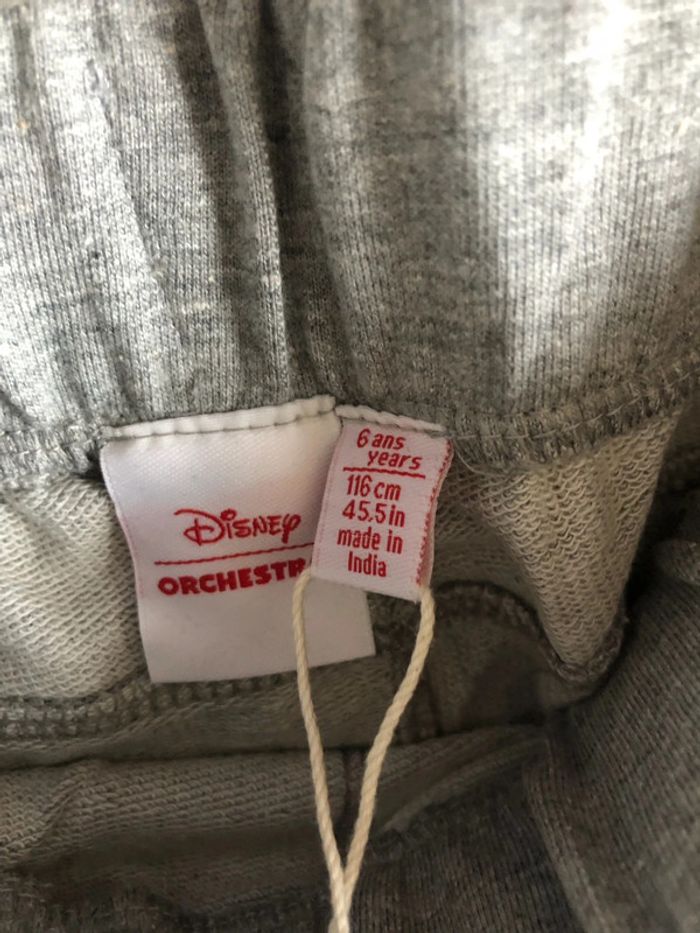 Disney
ORCHESTR
6 ans
years
116 cm
45.5 in
made in
India